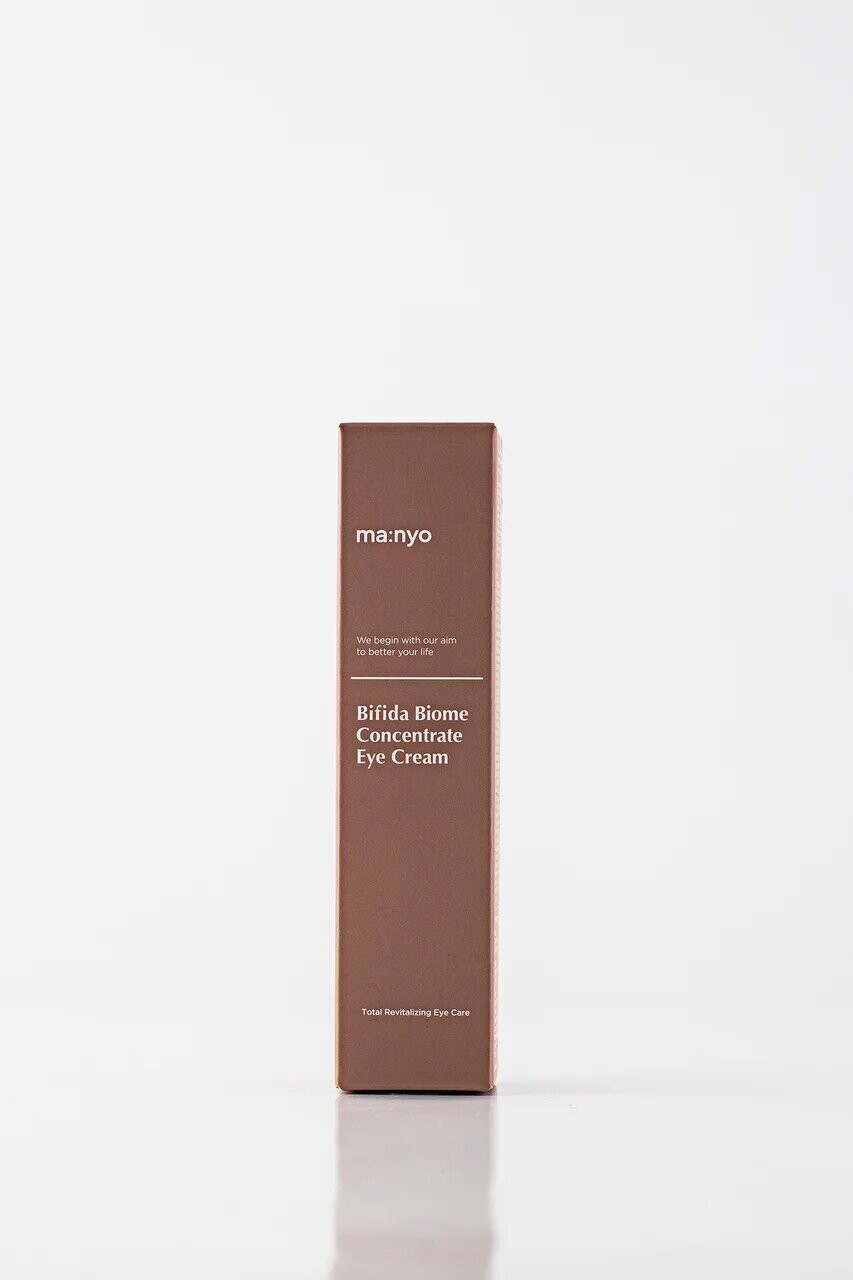 ma:nyo
We begin with our aim
to better your life
Bifida Biome
Concentrate
Eye Cream
Total Revitalizing Eye Care